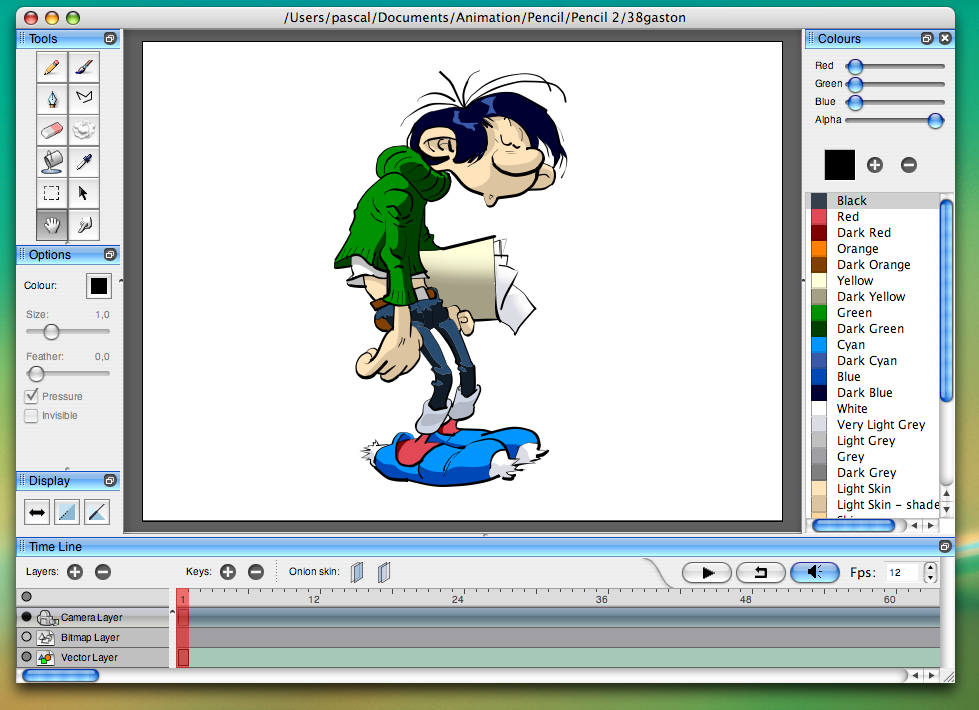 /Users/pascal/Documents/Animation/Pencil/Pencil 2/38gaston
Tools
Options
Colour:
Size: 1,0
Feather: 0,0
Pressure
Invisible
Display
Colours
Red
Green
Blue
Alpha
Black
Red
Dark Red
Orange
Dark Orange
Yellow
Dark Yellow
Green
Dark Green
Cyan
Dark Cyan
Blue
Dark Blue
White
Very Light Grey
Light Grey
Grey
Dark Grey
Light Skin
Light Skin - shade
Time Line
Layers: Keys: Onion skin: Fps: 12
1 12 24 36 48 60
Camera Layer
Bitmap Layer
Vector Layer